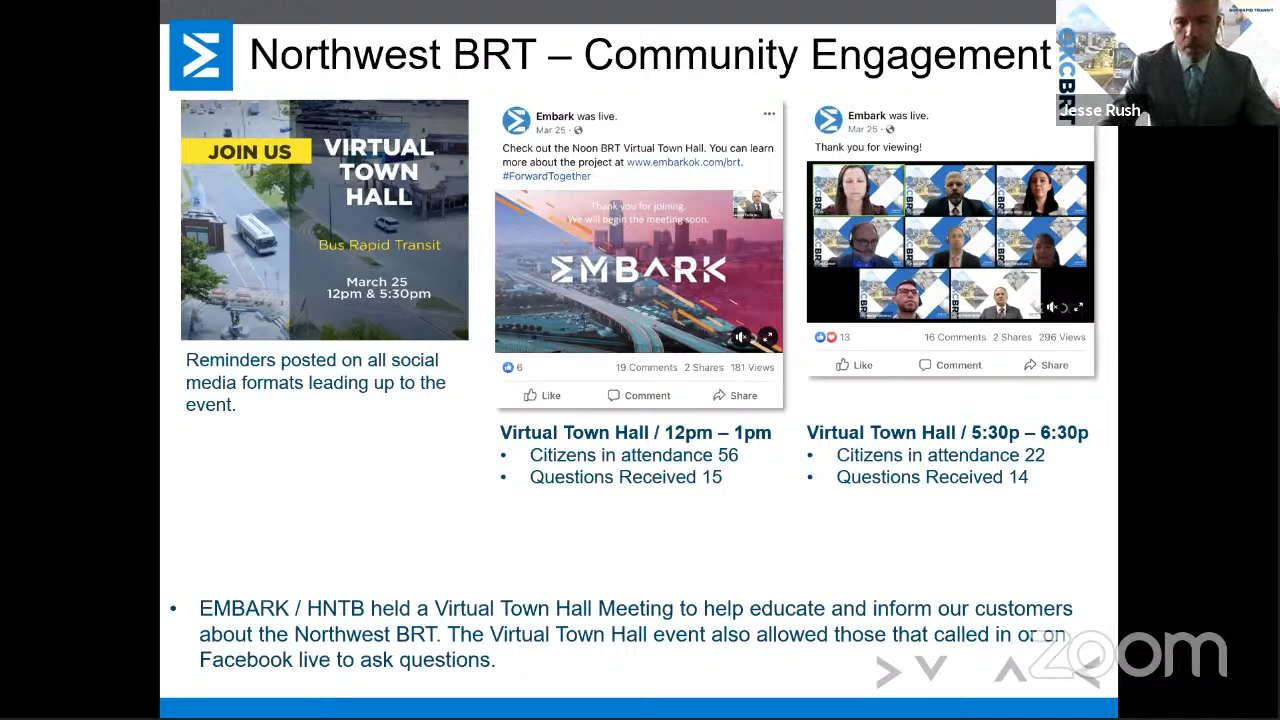 Northwest BRT – Community Engagement
BUS RAPID TRANSIT
OKCBRT
Jesse Rush
JOIN US
VIRTUAL
TOWN
HALL
Bus Rapid Transit
March 25
12pm & 5:30pm
Reminders posted on all social
media formats leading up to the
event.
Embark was live.
Mar 25 ·
Check out the Noon BRT Virtual Town Hall. You can learn
more about the project at www.embarkok.com/brt.
#ForwardTogether
Thank you for joining.
We will begin the meeting soon.
EMBARK
6
19 Comments 2 Shares 181 Views
Like Comment Share
Virtual Town Hall / 12pm – 1pm
• Citizens in attendance 56
• Questions Received 15
Embark was live.
Mar 25 ·
Thank you for viewing!
OKCBRT
13
16 Comments 2 Shares 296 Views
Like Comment Share
Virtual Town Hall / 5:30p – 6:30p
• Citizens in attendance 22
• Questions Received 14
• EMBARK / HNTB held a Virtual Town Hall Meeting to help educate and inform our customers
about the Northwest BRT. The Virtual Town Hall event also allowed those that called in or on
Facebook live to ask questions.
zoom